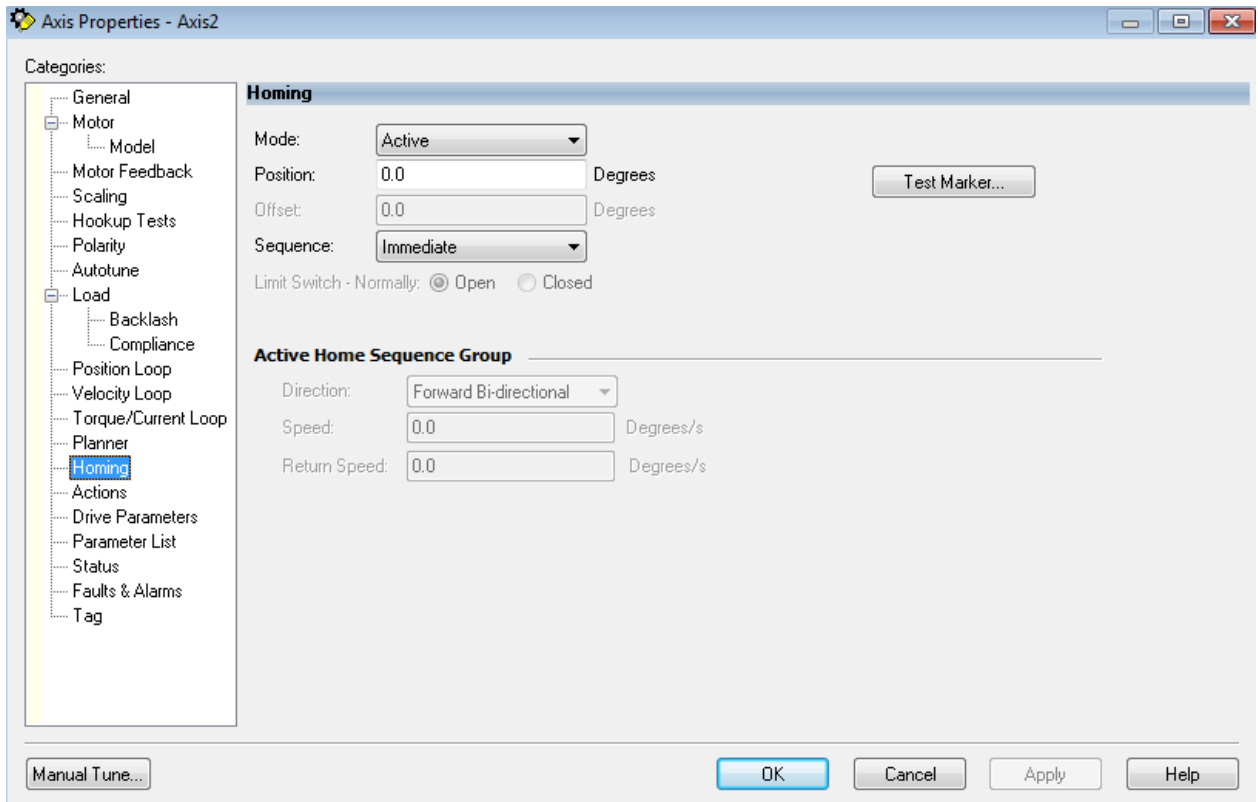 Axis Properties - Axis2
Categories:
General
Motor
Model
Motor Feedback
Scaling
Hookup Tests
Polarity
Autotune
Load
Backlash
Compliance
Position Loop
Velocity Loop
Torque/Current Loop
Planner
Homing
Actions
Drive Parameters
Parameter List
Status
Faults & Alarms
Tag
Homing
Mode: Active
Position: 0.0 Degrees Test Marker...
Offset: 0.0 Degrees
Sequence: Immediate
Limit Switch - Normally: Open Closed
Active Home Sequence Group
Direction: Forward Bi-directional
Speed: 0.0 Degrees/s
Return Speed: 0.0 Degrees/s
Manual Tune... OK Cancel Apply Help